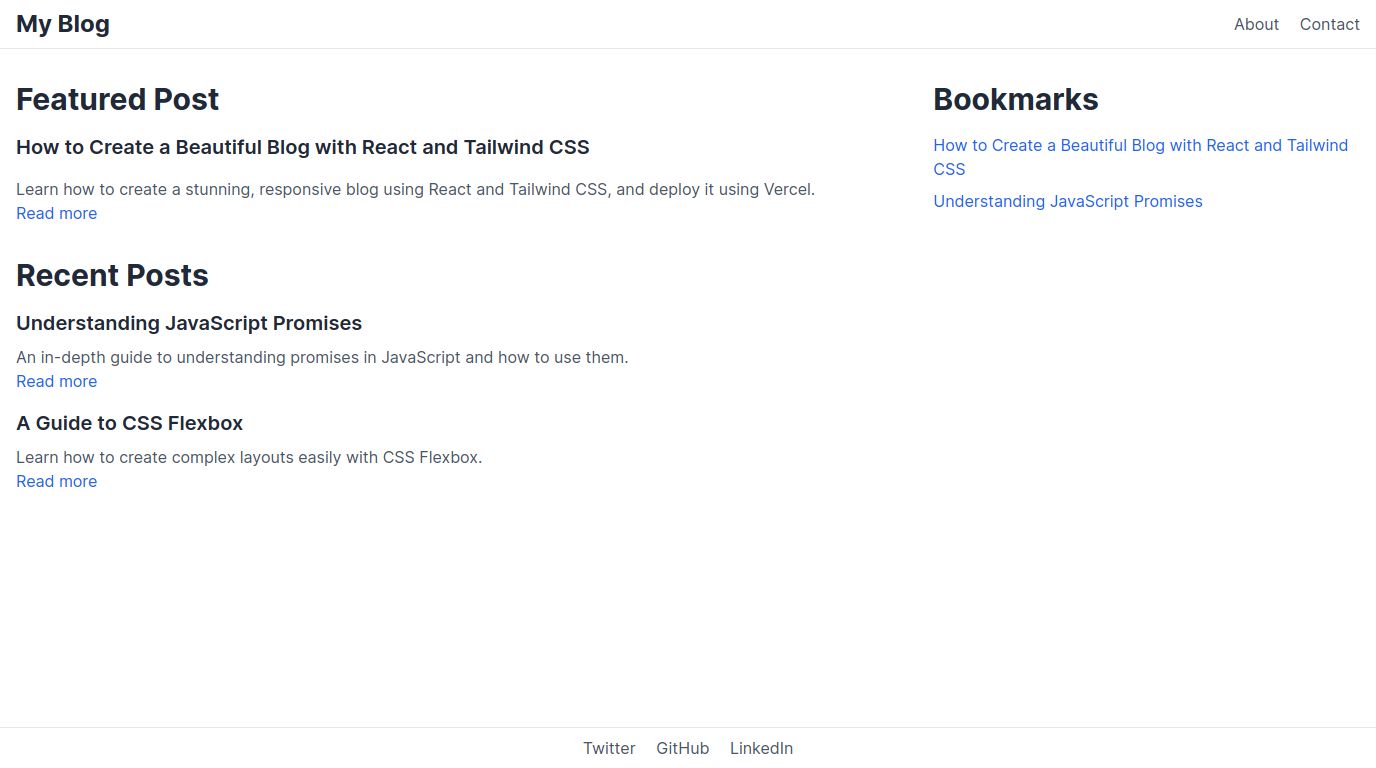 My Blog
About Contact
Featured Post
How to Create a Beautiful Blog with React and Tailwind CSS
Learn how to create a stunning, responsive blog using React and Tailwind CSS, and deploy it using Vercel.
Read more
Recent Posts
Understanding JavaScript Promises
An in-depth guide to understanding promises in JavaScript and how to use them.
Read more
A Guide to CSS Flexbox
Learn how to create complex layouts easily with CSS Flexbox.
Read more
Bookmarks
How to Create a Beautiful Blog with React and Tailwind
CSS
Understanding JavaScript Promises
Twitter GitHub LinkedIn